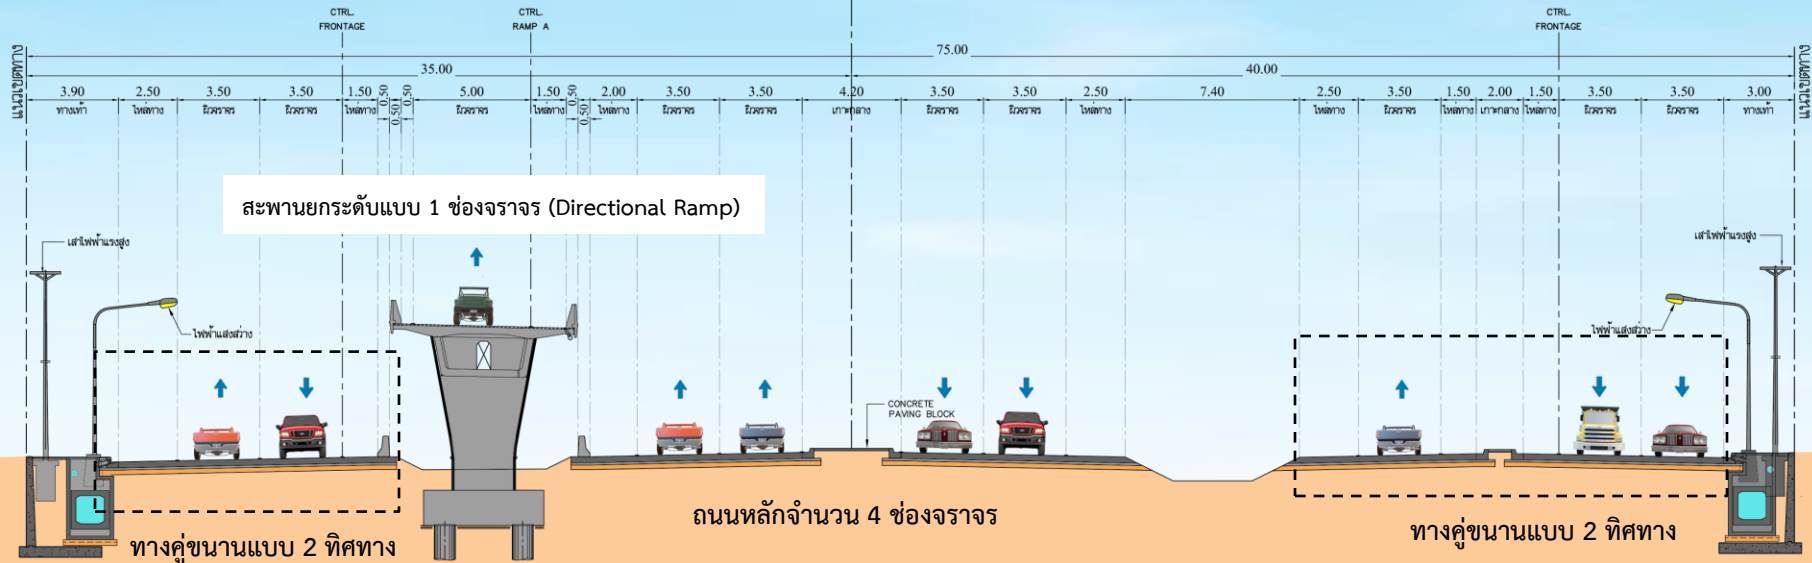 CTRL.
FRONTAGE
CTRL.
RAMP A
CTRL.
FRONTAGE
75.00
35.00
40.00
แนวเขตทาง
3.90 2.50 3.50 3.50 1.50 0.50 0.50 0.50 5.00 1.50 0.50 0.50 2.00 3.50 3.50 4.20 3.50 3.50 2.50 7.40 2.50 3.50 1.50 2.00 1.50 3.50 3.50 3.00
ทางเท้า ไหล่ทาง ผิวจราจร ผิวจราจร ไหล่ทาง ผิวจราจร ไหล่ทาง ไหล่ทาง ผิวจราจร ผิวจราจร เกาะกลาง ผิวจราจร ผิวจราจร ไหล่ทาง ไหล่ทาง ผิวจราจร ไหล่ทาง เกาะกลาง ไหล่ทาง ผิวจราจร ผิวจราจร ทางเท้า
แนวเขตทาง
สะพานยกระดับแบบ 1 ช่องจราจร (Directional Ramp)
เสาไฟฟ้าแรงสูง
เสาไฟฟ้าแรงสูง
ไฟฟ้าแสงสว่าง
ไฟฟ้าแสงสว่าง
CONCRETE
PAVING BLOCK
ถนนหลักจำนวน 4 ช่องจราจร
ทางคู่ขนานแบบ 2 ทิศทาง
ทางคู่ขนานแบบ 2 ทิศทาง